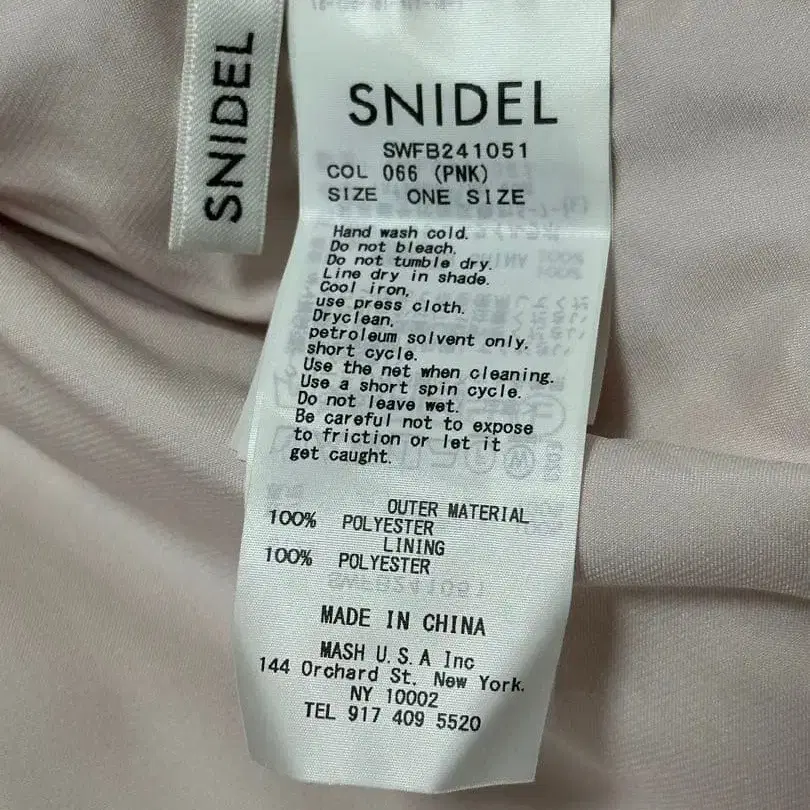 SNIDEL
SNIDEL
SWFB241051
COL 066 (PNK)
SIZE ONE SIZE
Hand wash cold.
Do not bleach.
Do not tumble dry.
Line dry in shade.
Cool iron,
use press cloth.
Dryclean,
petroleum solvent only.
short cycle.
Use the net when cleaning.
Use a short spin cycle.
Do not leave wet.
Be careful not to expose
to friction or let it
get caught.
OUTER MATERIAL
100% POLYESTER
LINING
100% POLYESTER
MADE IN CHINA
MASH U.S.A Inc
144 Orchard St. New York.
NY 10002
TEL 917 409 5520